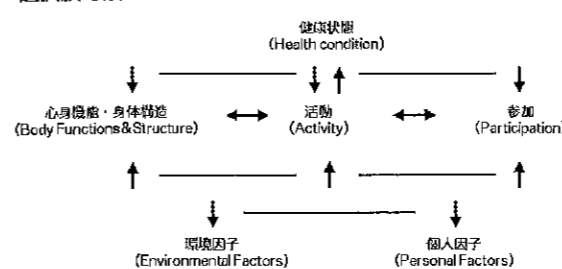 健康状態
(Health condition)
心身機能・身体構造
(Body Functions&Structure)
活動
(Activity)
参加
(Participation)
環境因子
(Environmental Factors)
個人因子
(Personal Factors)